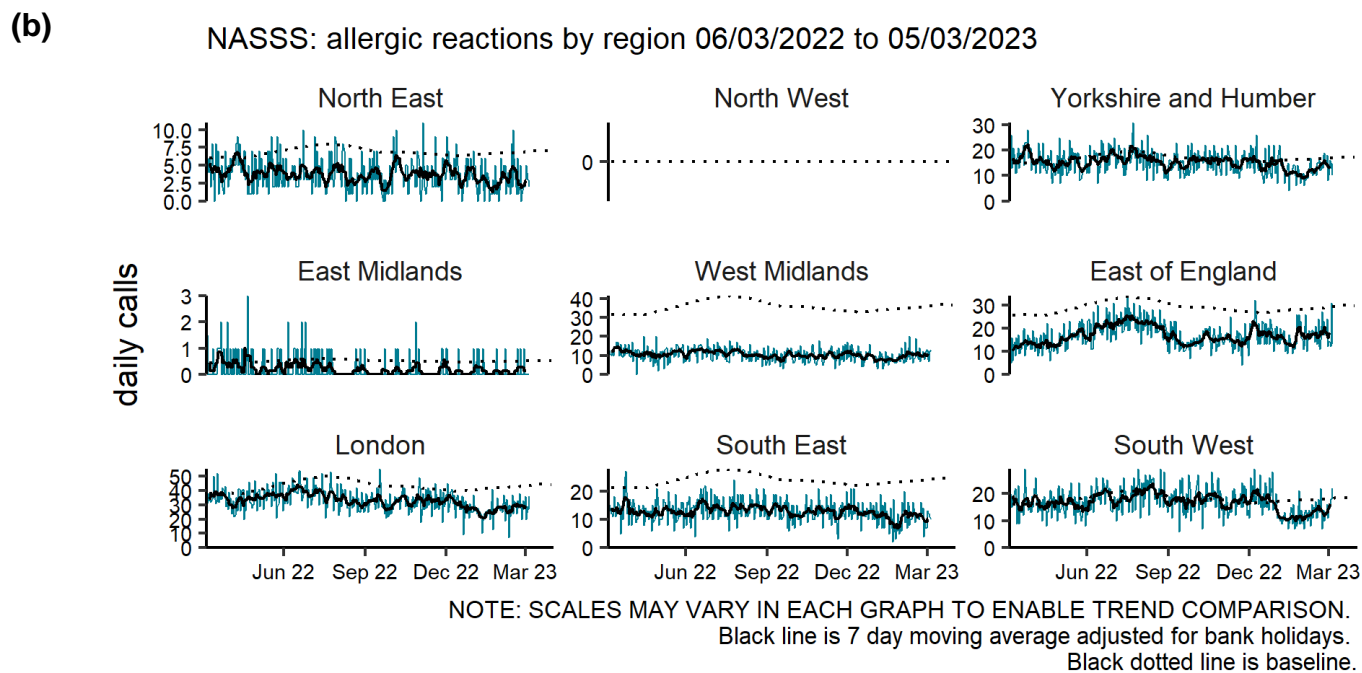 (b)
NASSS: allergic reactions by region 06/03/2022 to 05/03/2023
North East
10.0
7.5
5.0
2.5
0.0
North West
0
Yorkshire and Humber
30
20
10
0
daily calls
East Midlands
3
2
1
0
West Midlands
40
30
20
10
0
East of England
30
20
10
0
London
50
40
30
20
10
0
Jun 22 Sep 22 Dec 22 Mar 23
South East
20
10
0
Jun 22 Sep 22 Dec 22 Mar 23
South West
20
10
0
Jun 22 Sep 22 Dec 22 Mar 23
NOTE: SCALES MAY VARY IN EACH GRAPH TO ENABLE TREND COMPARISON.
Black line is 7 day moving average adjusted for bank holidays.
Black dotted line is baseline.